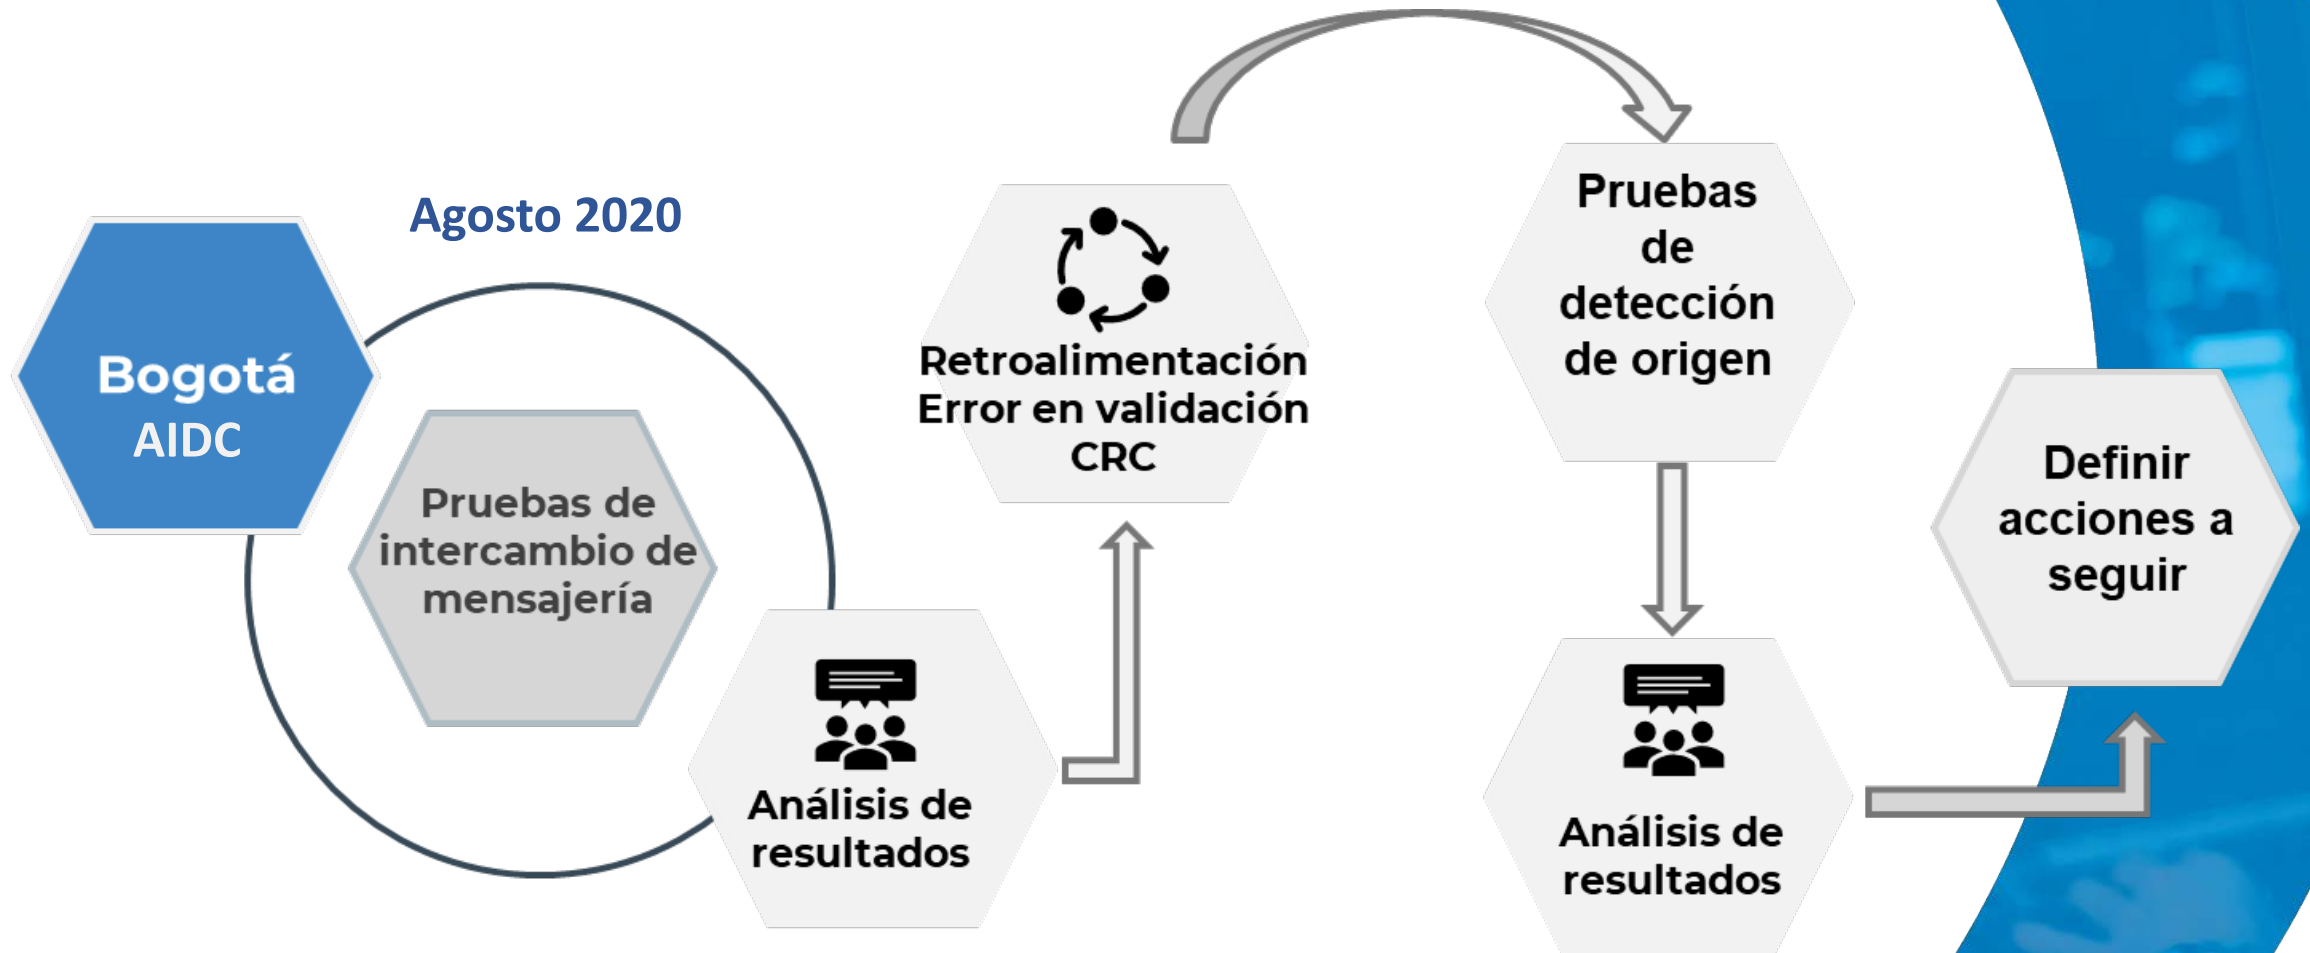 Agosto 2020
Bogotá
AIDC
Pruebas de
intercambio de
mensajería
Análisis de
resultados
Retroalimentación
Error en validación
CRC
Pruebas
de
detección
de origen
Análisis de
resultados
Definir
acciones a
seguir